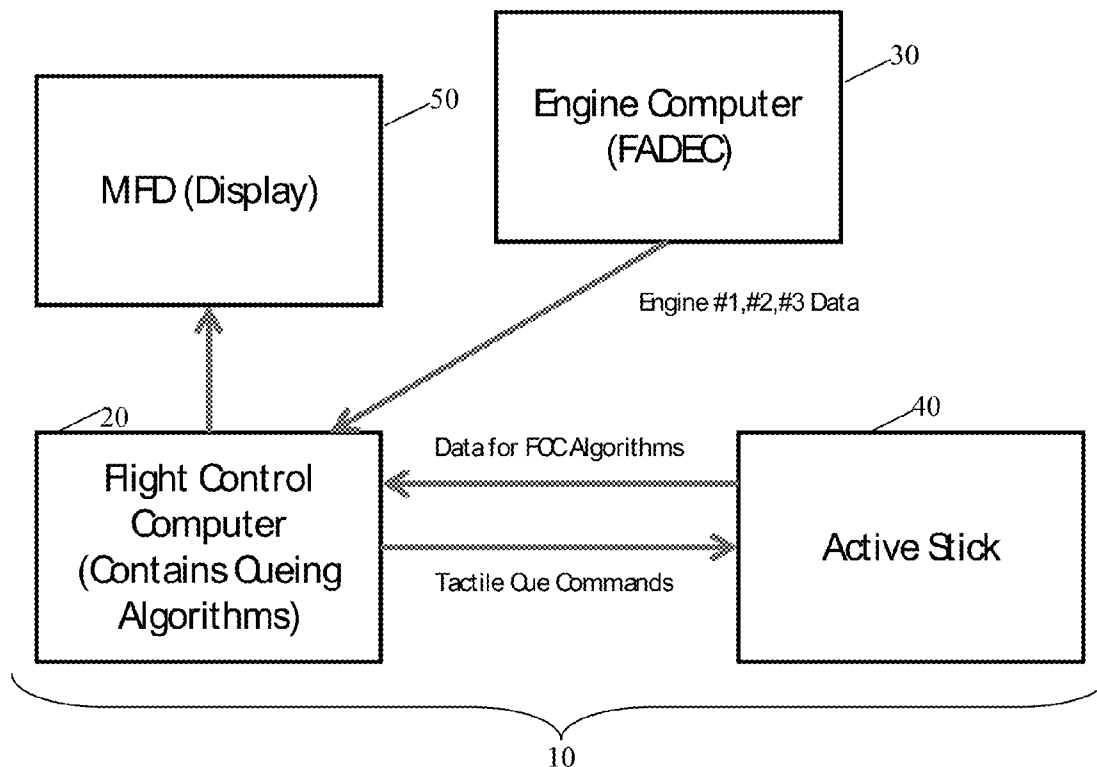 30
50
Engine Computer
(FADEC)
MFD (Display)
Engine #1,#2,#3 Data
20
40
Data for FCC Algorithms
Flight Control
Computer
(Contains Cueing
Algorithms)
Active Stick
Tactile Cue Commands
10